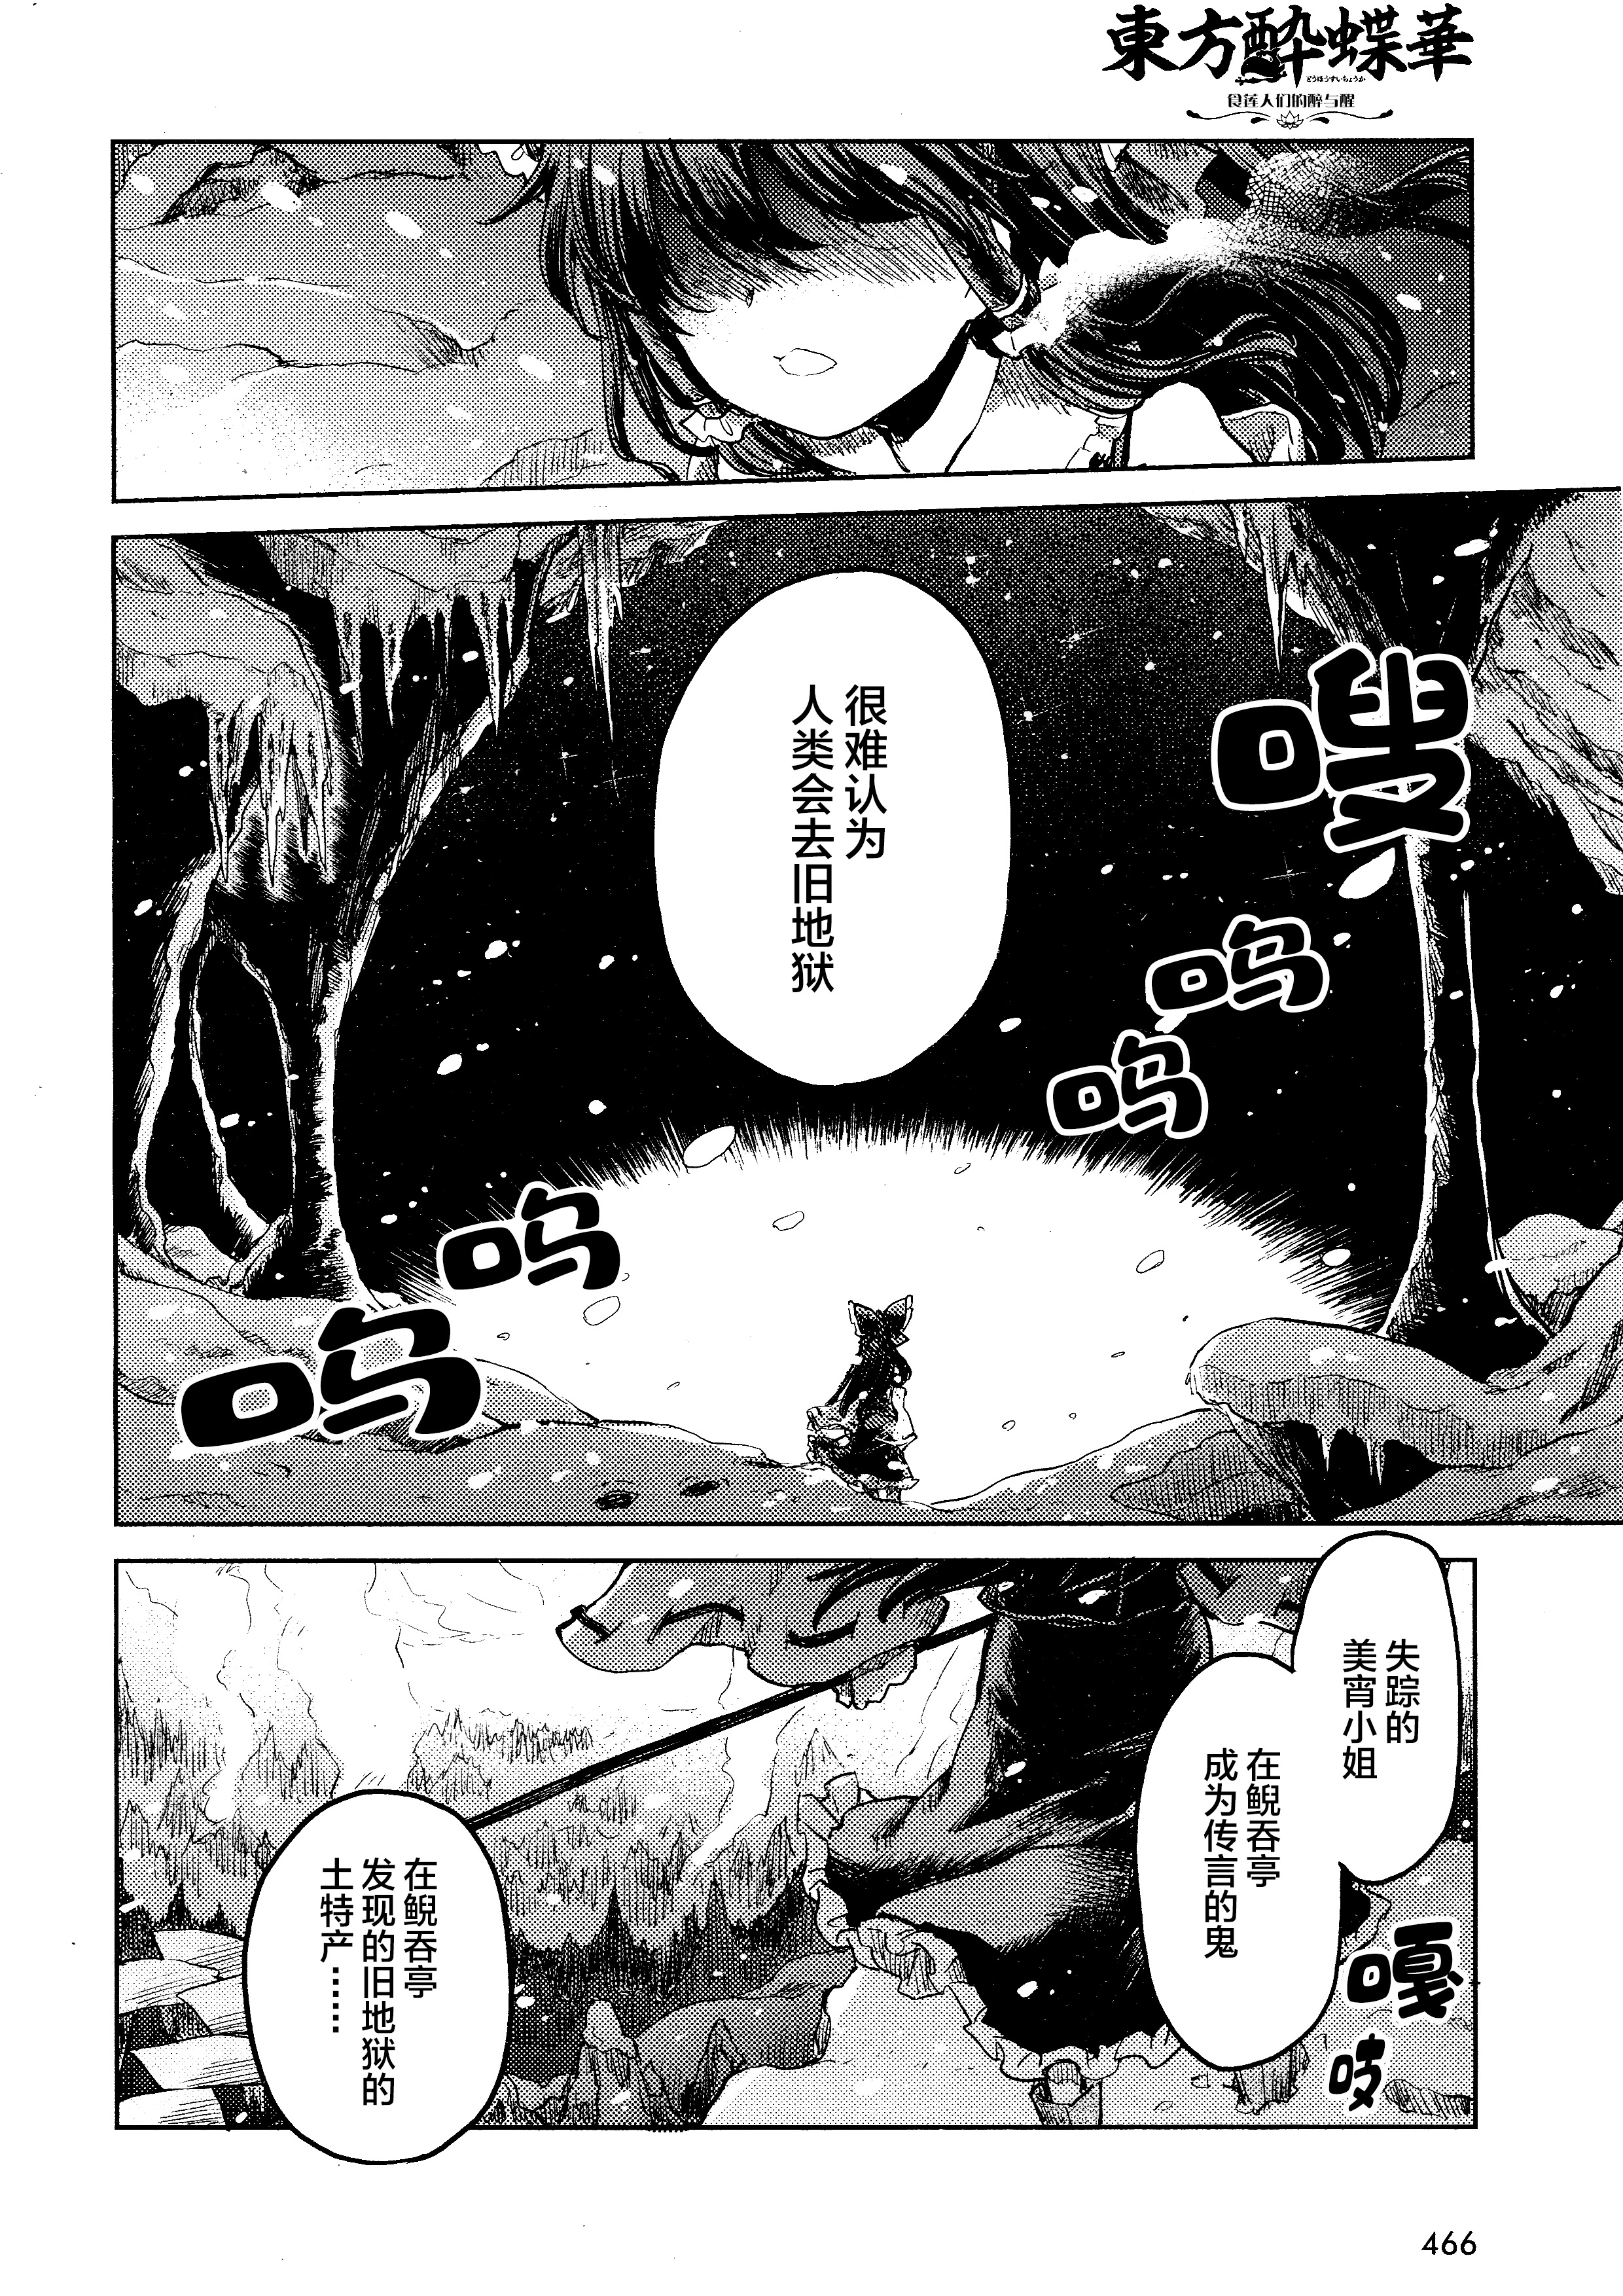 東方酔蝶華
とうほうすいちょうか
食莲人们的醉与醒
很难认为
人类会去旧地狱
嗖
呜
呜
呜
呜
失踪的
美宵小姐
在鲵吞亭
成为传言的鬼
嘎
吱
在鲵吞亭
发现的旧地狱的
土特产……
466